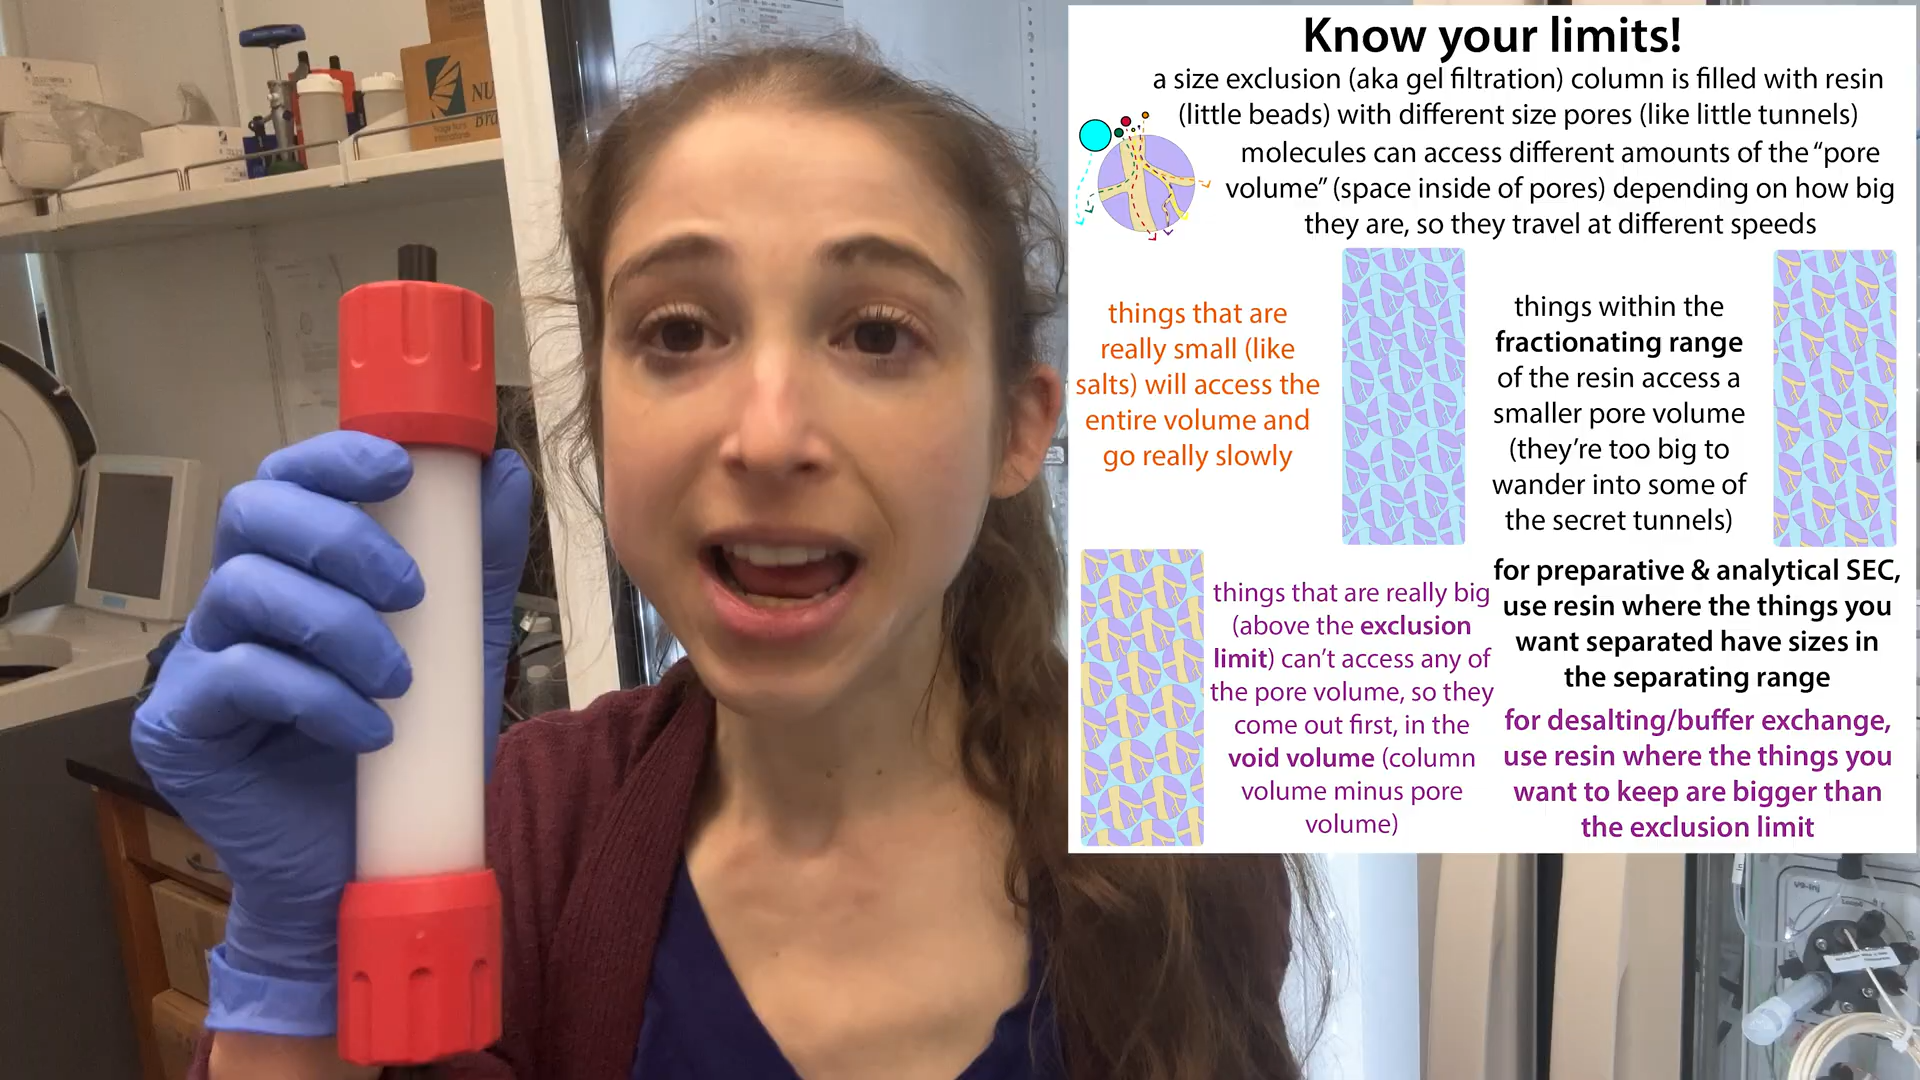 Know your limits!
a size exclusion (aka gel filtration) column is filled with resin
(little beads) with different size pores (like little tunnels)
molecules can access different amounts of the “pore
volume” (space inside of pores) depending on how big
they are, so they travel at different speeds
things that are
really small (like
salts) will access the
entire volume and
go really slowly
things within the
fractionating range
of the resin access a
smaller pore volume
(they’re too big to
wander into some of
the secret tunnels)
things that are really big
(above the exclusion
limit) can’t access any of
the pore volume, so they
come out first, in the
void volume (column
volume minus pore
volume)
for preparative & analytical SEC,
use resin where the things you
want separated have sizes in
the separating range
for desalting/buffer exchange,
use resin where the things you
want to keep are bigger than
the exclusion limit
NU